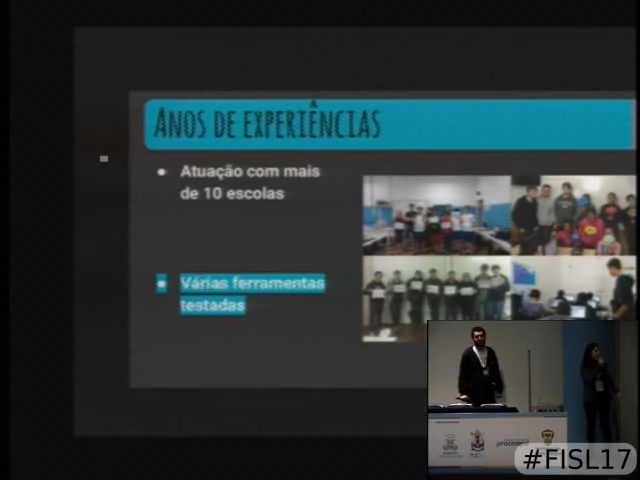 ANOS DE EXPERIÊNCIAS
Atuação com mais
de 10 escolas
Várias ferramentas
testadas
#FISL17